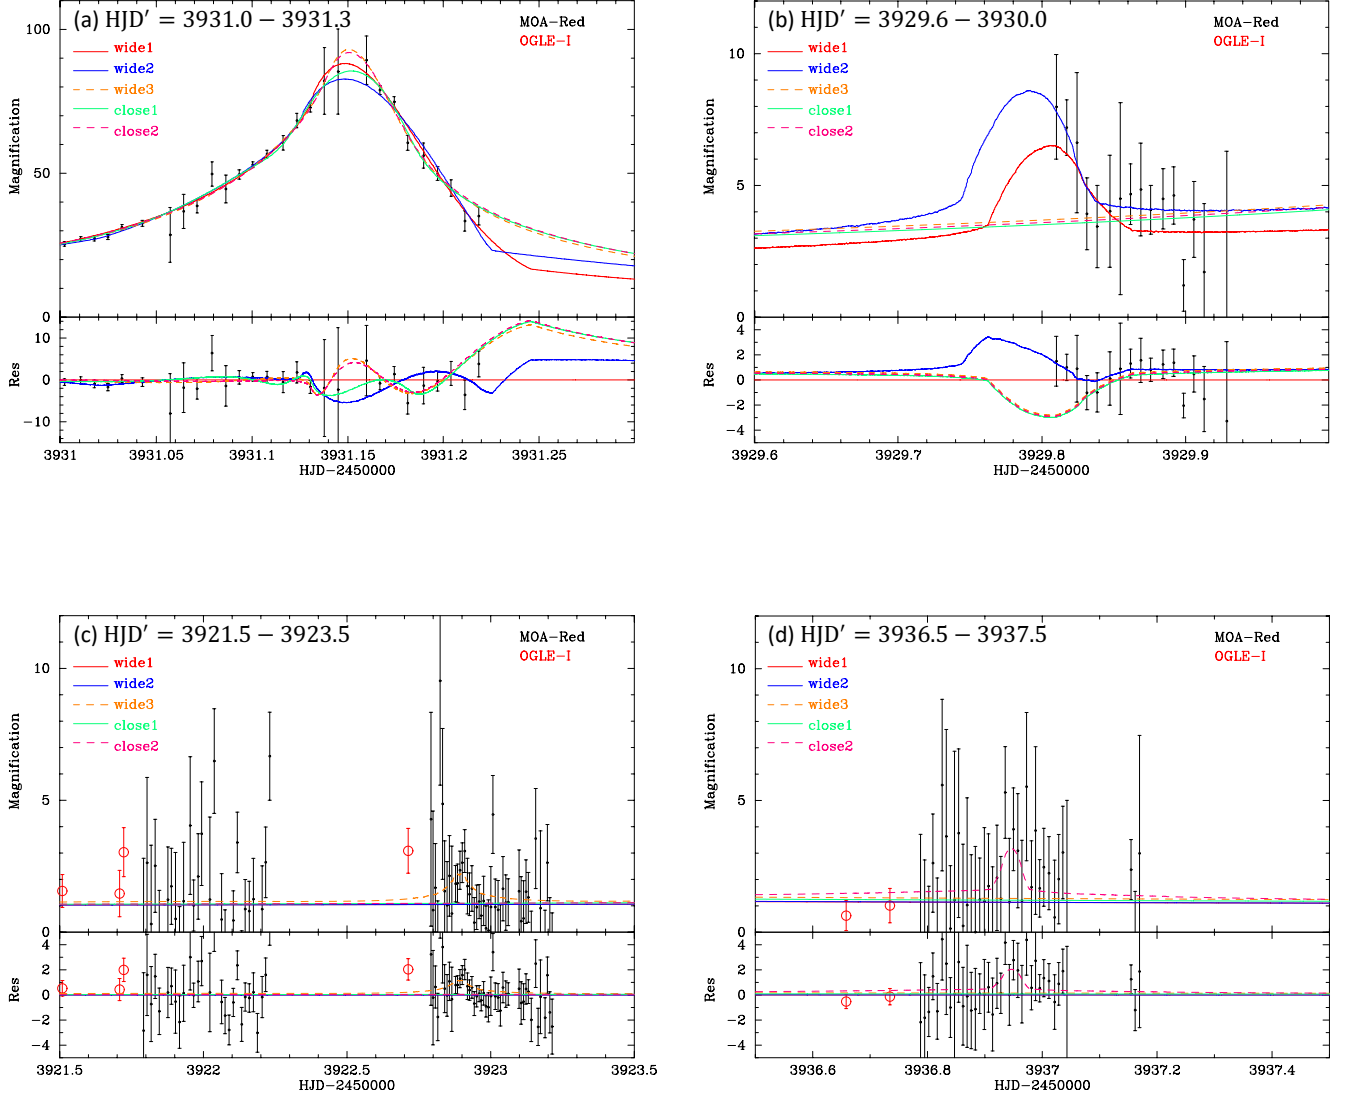 (a) HJD′ = 3931.0 − 3931.3
MOA−Red
OGLE−I
wide1
wide2
wide3
close1
close2
Magnification
100
50
0
Res
10
0
−10
3931
3931.05
3931.1
3931.15
3931.2
3931.25
HJD−2450000
(b) HJD′ = 3929.6 − 3930.0
MOA−Red
OGLE−I
wide1
wide2
wide3
close1
close2
Magnification
10
5
0
Res
4
2
0
−2
−4
3929.6
3929.7
3929.8
3929.9
HJD−2450000
(c) HJD′ = 3921.5 − 3923.5
MOA−Red
OGLE−I
wide1
wide2
wide3
close1
close2
Magnification
10
5
0
Res
4
2
0
−2
−4
3921.5
3922
3922.5
3923
3923.5
HJD−2450000
(d) HJD′ = 3936.5 − 3937.5
MOA−Red
OGLE−I
wide1
wide2
wide3
close1
close2
Magnification
10
5
0
Res
4
2
0
−2
−4
3936.6
3936.8
3937
3937.2
3937.4
HJD−2450000